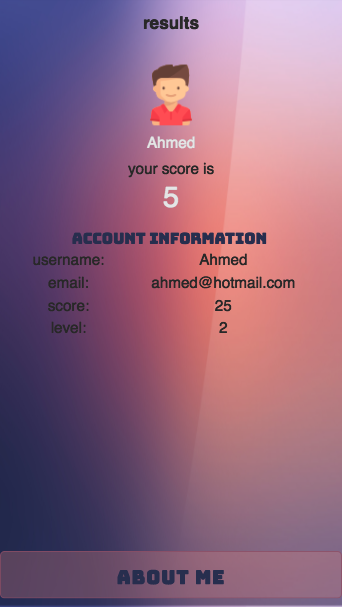 results
Ahmed
your score is
5
ACCOUNT INFORMATION
username: Ahmed
email: ahmed@hotmail.com
score: 25
level: 2
ABOUT ME